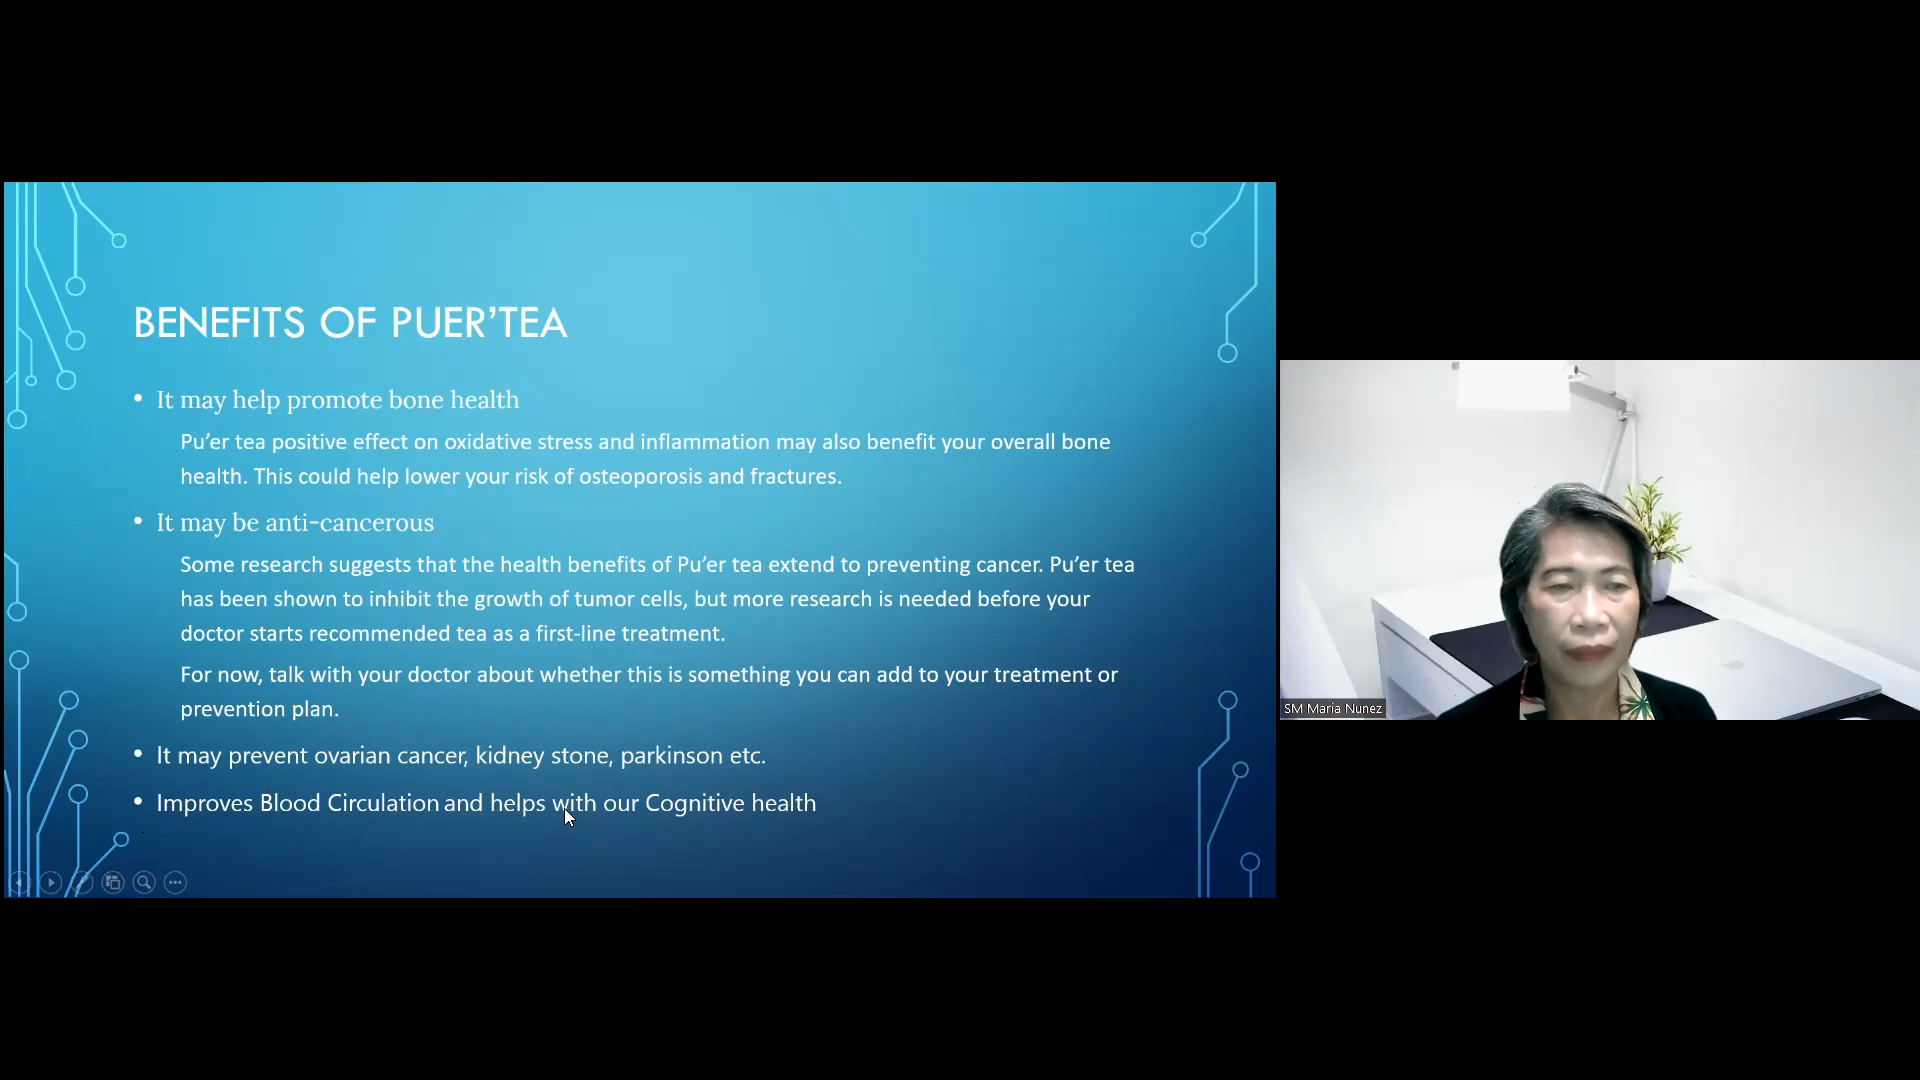 BENEFITS OF PUER’TEA
• It may help promote bone health
Pu’er tea positive effect on oxidative stress and inflammation may also benefit your overall bone
health. This could help lower your risk of osteoporosis and fractures.
• It may be anti-cancerous
Some research suggests that the health benefits of Pu’er tea extend to preventing cancer. Pu’er tea
has been shown to inhibit the growth of tumor cells, but more research is needed before your
doctor starts recommended tea as a first-line treatment.
For now, talk with your doctor about whether this is something you can add to your treatment or
prevention plan.
• It may prevent ovarian cancer, kidney stone, parkinson etc.
• Improves Blood Circulation and helps with our Cognitive health
SM Maria Nunez